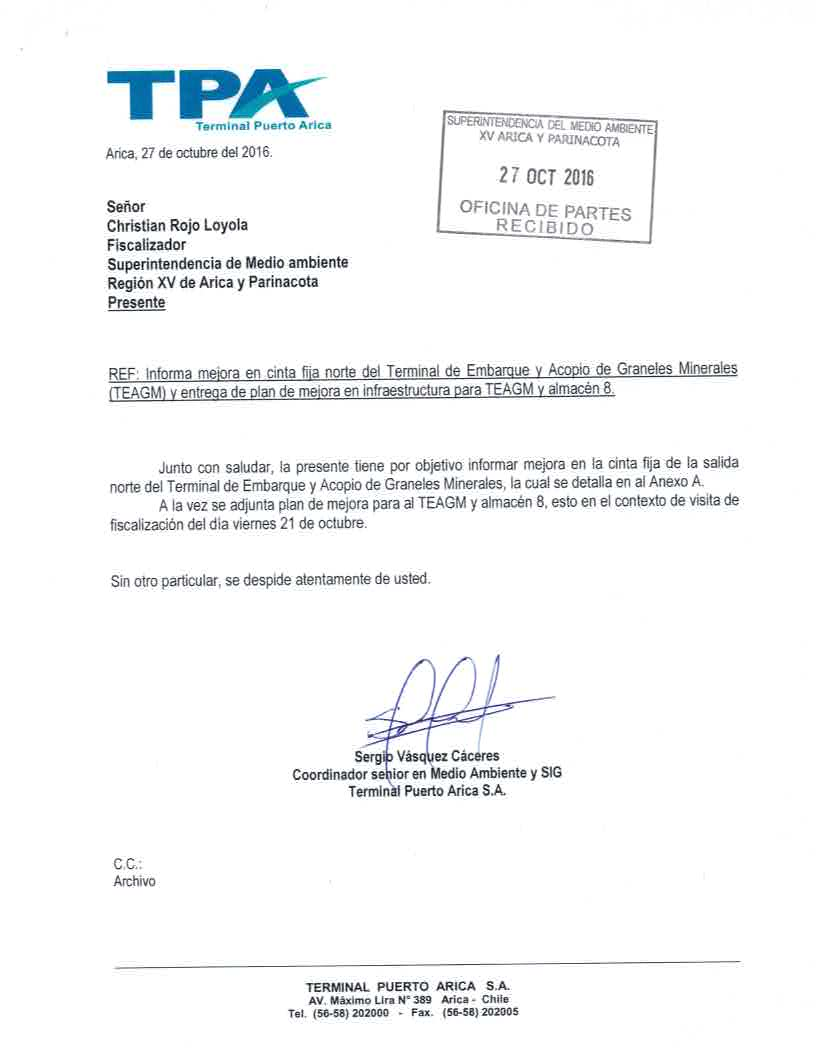 TPA
Terminal Puerto Arica
Arica, 27 de octubre del 2016.
SUPERINTENDENCIA DEL MEDIO AMBIENTE
XV ARICA Y PARINACOTA
27 OCT 2016
OFICINA DE PARTES
RECIBIDO
Señor
Christian Rojo Loyola
Fiscalizador
Superintendencia de Medio ambiente
Región XV de Arica y Parinacota
Presente
REF: Informa mejora en cinta fija norte del Terminal de Embarque y Acopio de Graneles Minerales
(TEAGM) y entrega de plan de mejora en infraestructura para TEAGM y almacén 8.
Junto con saludar, la presente tiene por objetivo informar mejora en la cinta fija de la salida
norte del Terminal de Embarque y Acopio de Graneles Minerales, la cual se detalla en al Anexo A.
A la vez se adjunta plan de mejora para al TEAGM y almacén 8, esto en el contexto de visita de
fiscalización del día viernes 21 de octubre.
Sin otro particular, se despide atentamente de usted.
Sergio Vásquez Cáceres
Coordinador senior en Medio Ambiente y SIG
Terminal Puerto Arica S.A.
C.C.:
Archivo
TERMINAL PUERTO ARICA S.A.
AV. Máximo Lira N° 389 Arica - Chile
Tel. (56-58) 202000 - Fax. (56-58) 202005